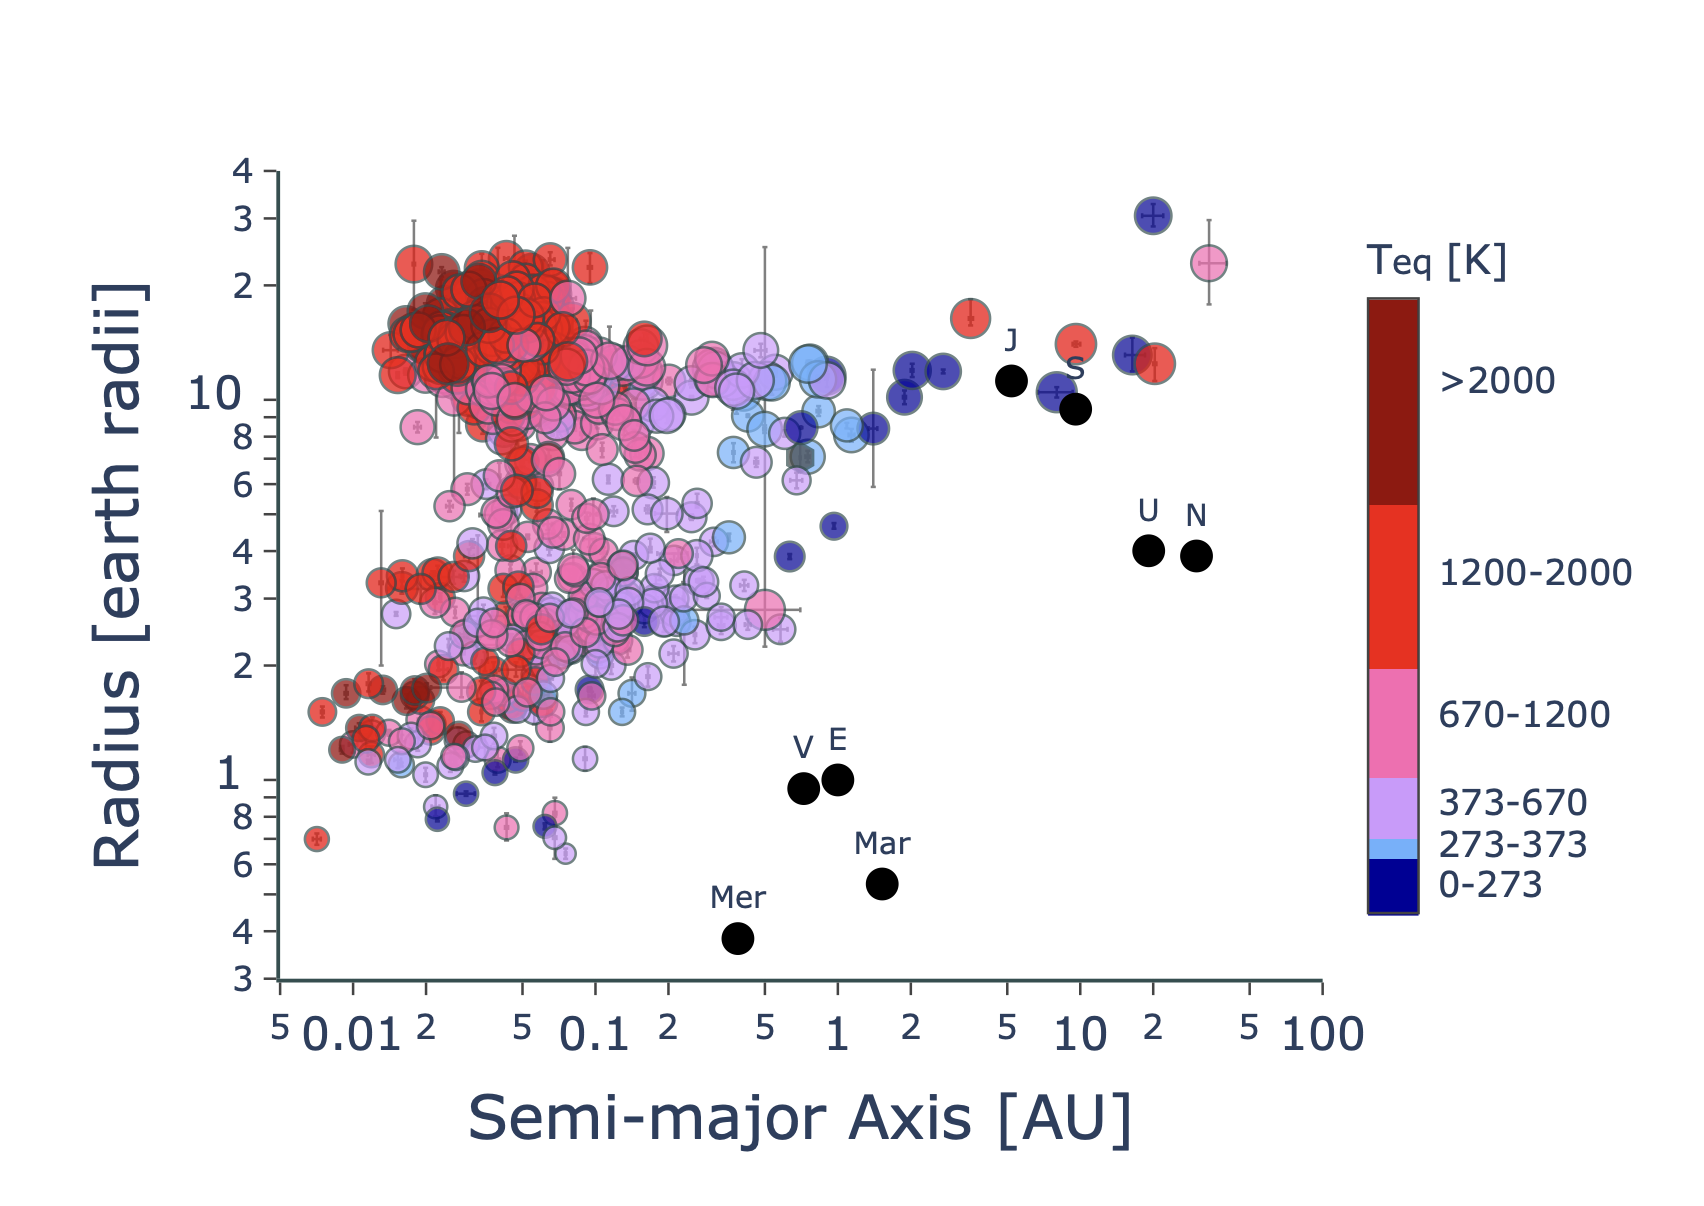 Radius [earth radii]
4
3
2
10
8
6
4
3
2
1
8
6
4
3
J
S
U
N
V
E
Mar
Mer
5 0.01 2 5 0.1 2 5 1 2 5 10 2 5 100
Semi-major Axis [AU]
Teq [K]
>2000
1200-2000
670-1200
373-670
273-373
0-273